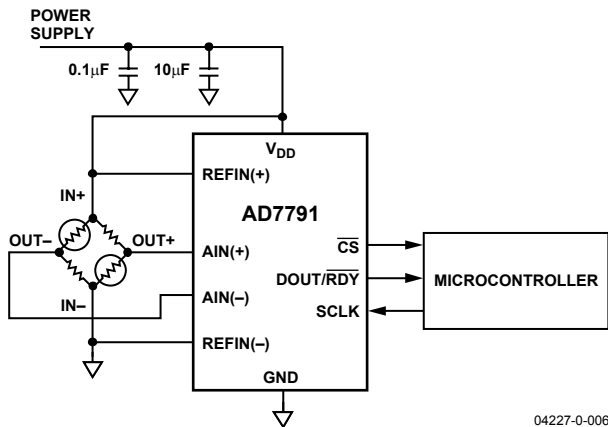 POWER
SUPPLY
0.1µF
10µF
VDD
REFIN(+)
IN+
AD7791
OUT–
OUT+
AIN(+)
CS
DOUT/RDY
MICROCONTROLLER
AIN(–)
SCLK
IN–
REFIN(–)
GND
04227-0-006